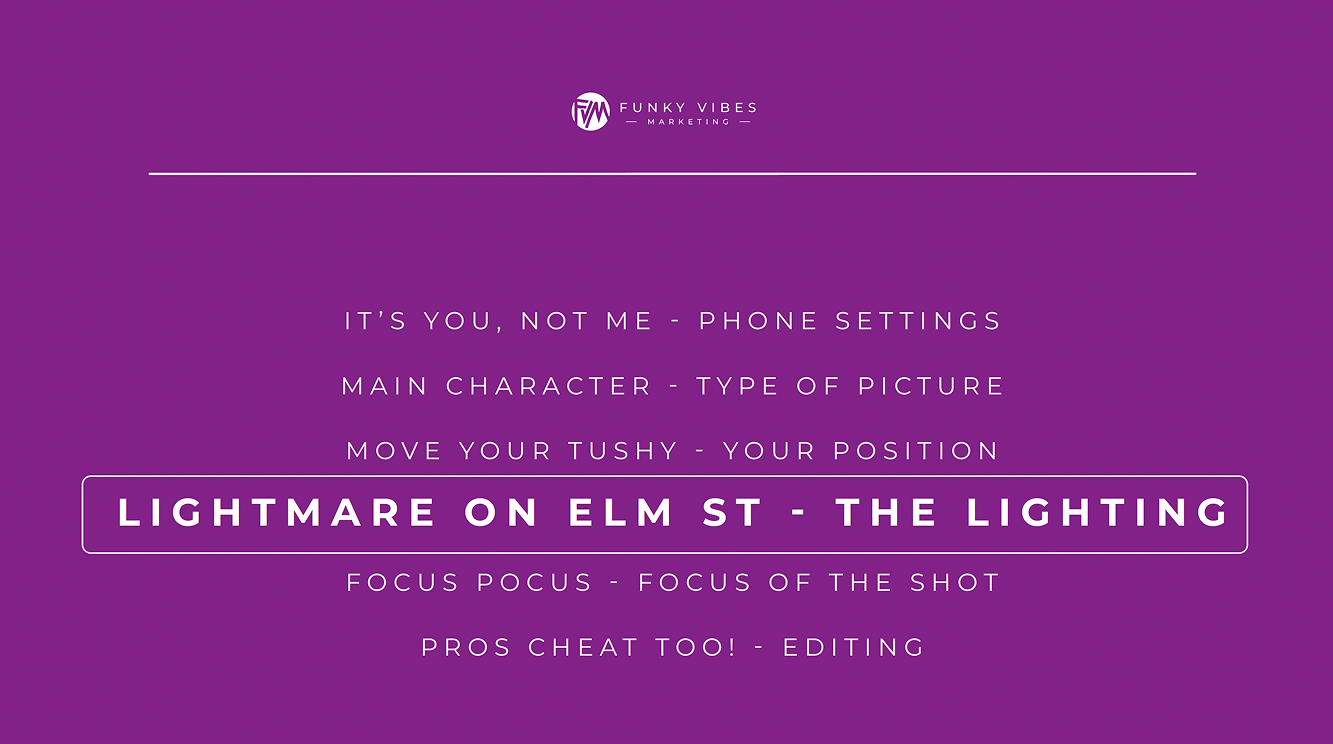 FVM
FUNKY VIBES
— MARKETING —
IT’S YOU, NOT ME - PHONE SETTINGS
MAIN CHARACTER - TYPE OF PICTURE
MOVE YOUR TUSHY - YOUR POSITION
LIGHTMARE ON ELM ST - THE LIGHTING
FOCUS POCUS - FOCUS OF THE SHOT
PROS CHEAT TOO! - EDITING